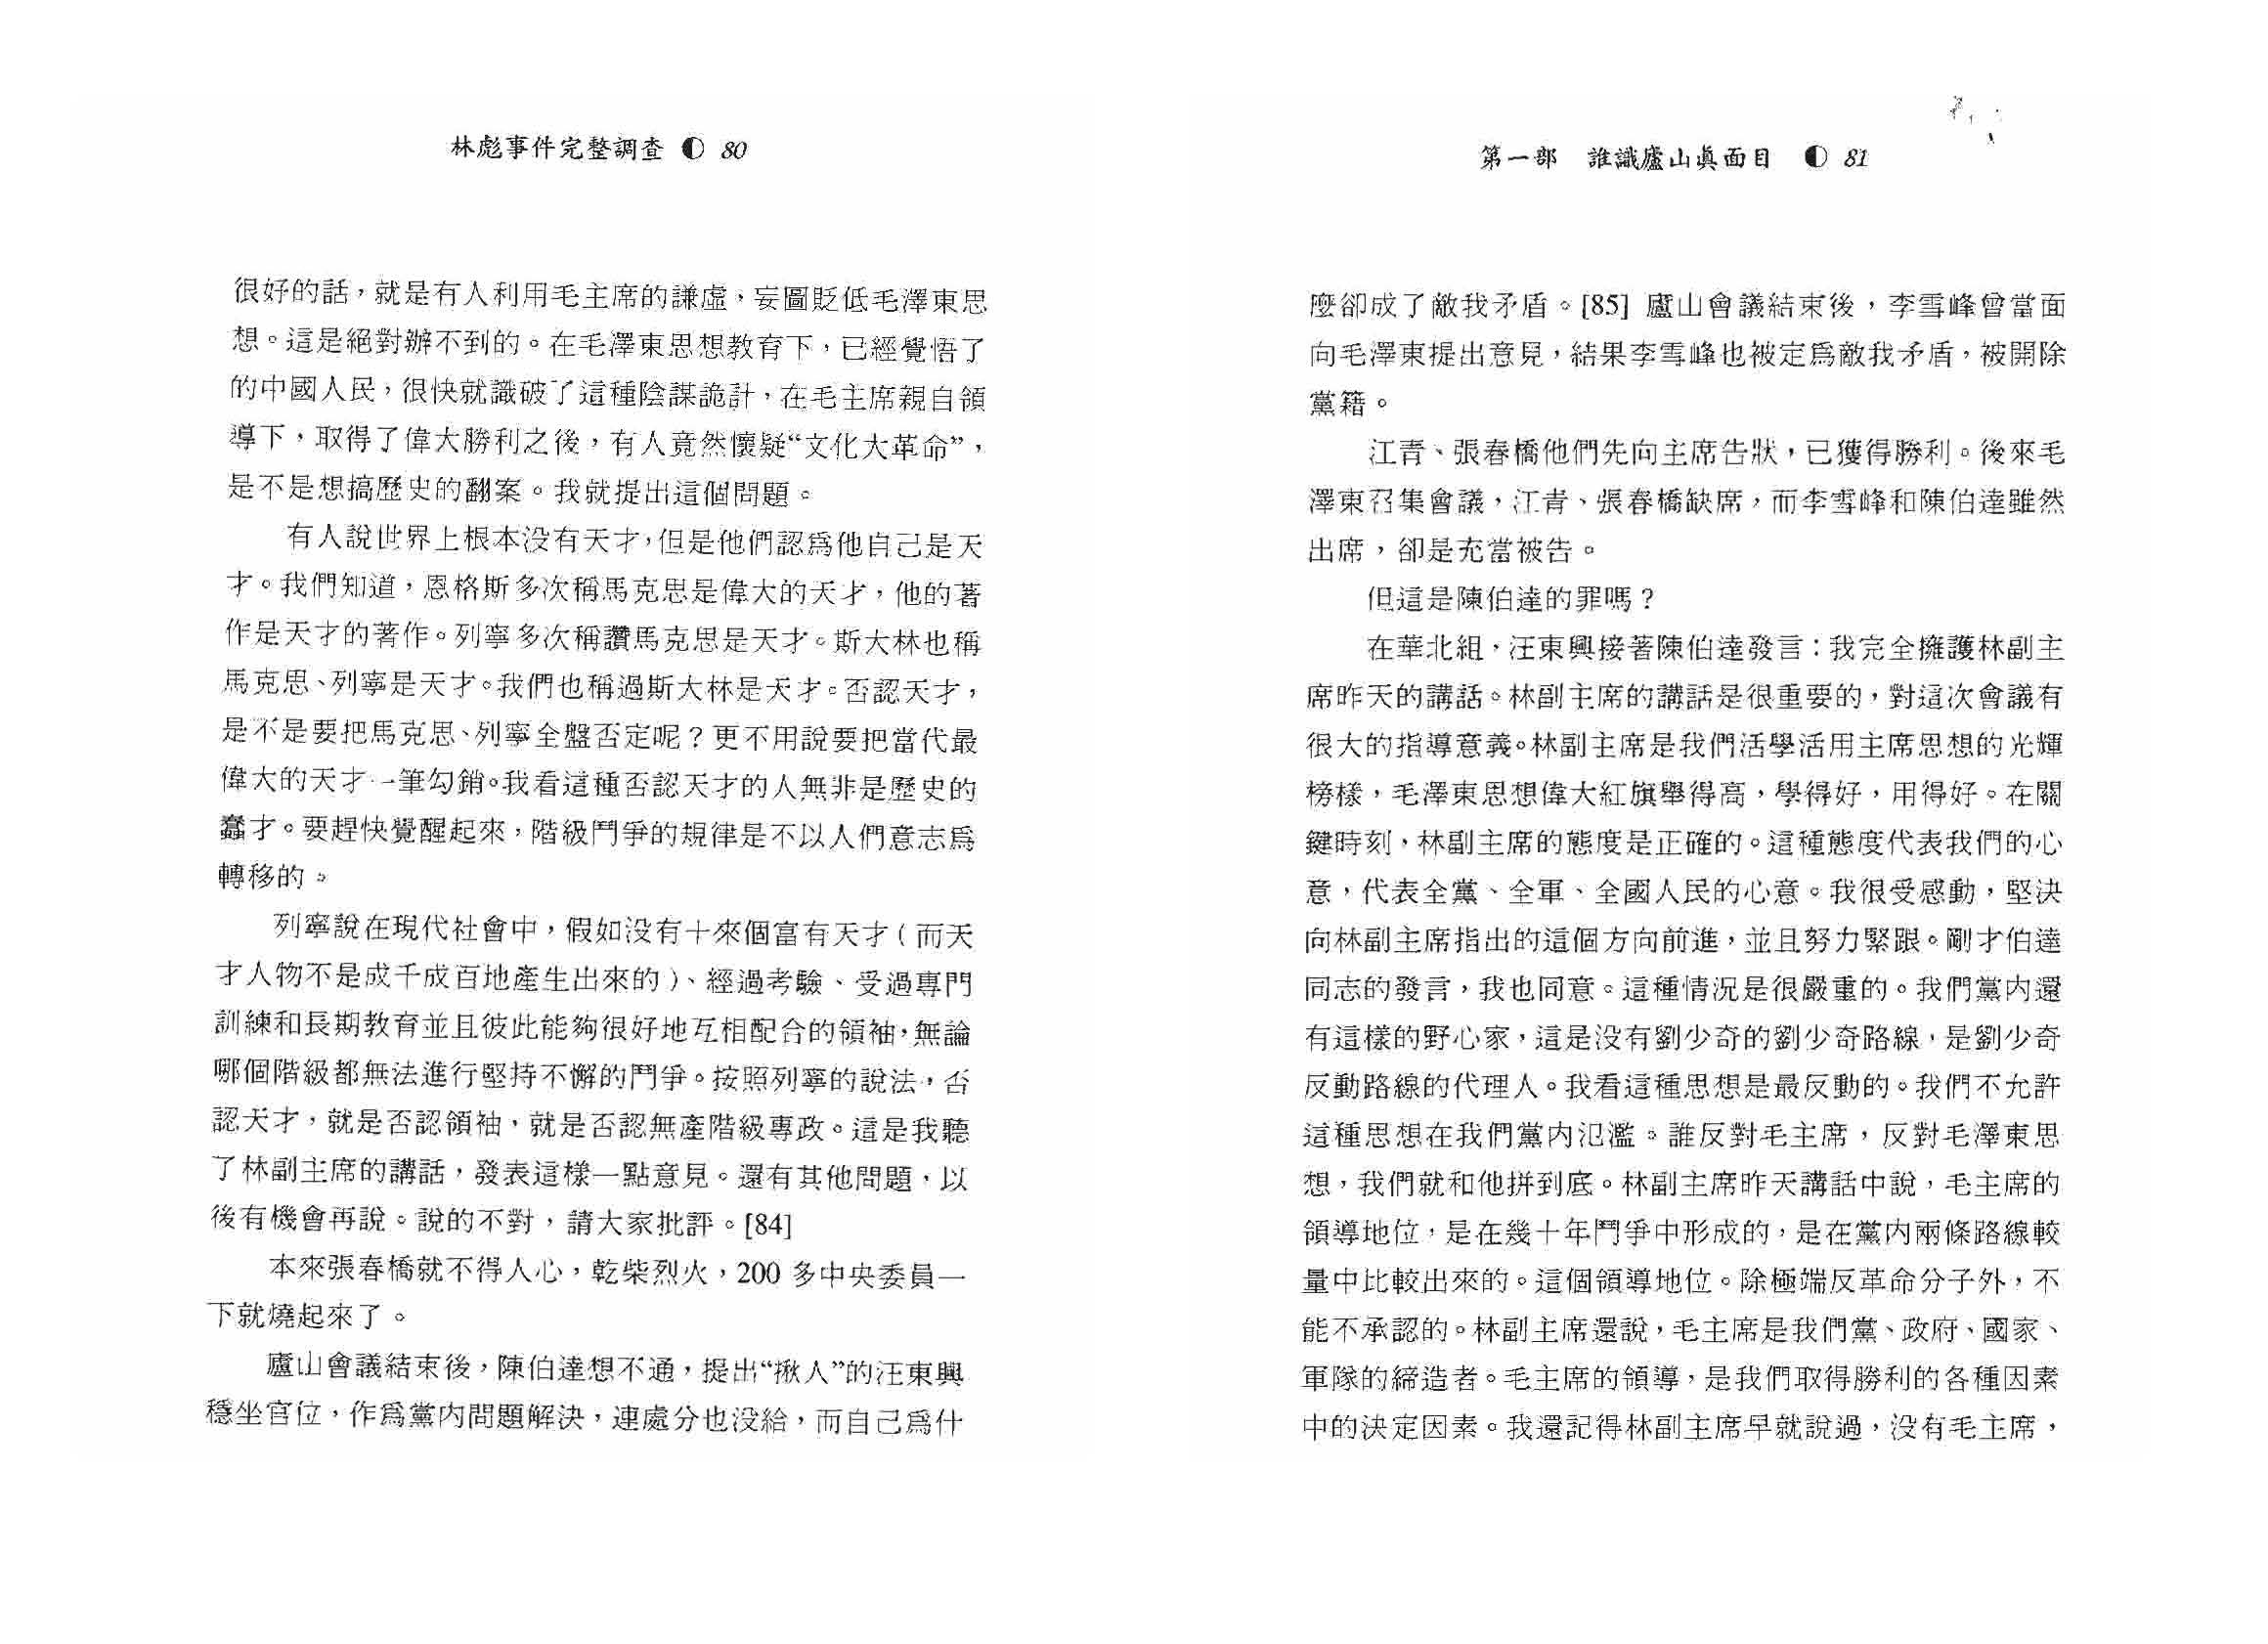 林彪事件完整調查 ◐ 80
很好的話，就是有人利用毛主席的謙虛，妄圖貶低毛澤東思
想。這是絕對辦不到的。在毛澤東思想教育下，已經覺悟了
的中國人民，很快就識破了這種陰謀詭計，在毛主席親自領
導下，取得了偉大勝利之後，有人竟然懷疑“文化大革命”，
是不是想搞歷史的翻案。我就提出這個問題。
有人說世界上根本没有天才，但是他們認爲他自己是天
才。我們知道，恩格斯多次稱馬克思是偉大的天才，他的著
作是天才的著作。列寧多次稱讚馬克思是天才。斯大林也稱
馬克思、列寧是天才。我們也稱過斯大林是天才。否認天才，
是不是要把馬克思、列寧全盤否定呢？更不用說要把當代最
偉大的天才一筆勾銷。我看這種否認天才的人無非是歷史的
蠢才。要趕快覺醒起來，階級鬥爭的規律是不以人們意志爲
轉移的。
列寧說在現代社會中，假如没有十來個富有天才（而天
才人物不是成千成百地產生出來的）、經過考驗、受過專門
訓練和長期教育並且彼此能夠很好地互相配合的領袖，無論
哪個階級都無法進行堅持不懈的鬥爭。按照列寧的說法，否
認天才，就是否認領袖，就是否認無產階級專政。這是我聽
了林副主席的講話，發表這樣一點意見。還有其他問題，以
後有機會再說。說的不對，請大家批評。[84]
本來張春橋就不得人心，乾柴烈火，200 多中央委員一
下就燒起來了。
廬山會議結束後，陳伯達想不通，提出“揪人”的汪東興
穩坐官位，作爲黨内問題解決，連處分也没給，而自己爲什
第一部　誰識廬山眞面目 ◐ 81
麼卻成了敵我矛盾。[85] 廬山會議結束後，李雪峰曾當面
向毛澤東提出意見，結果李雪峰也被定爲敵我矛盾，被開除
黨籍。
江青、張春橋他們先向主席告狀，已獲得勝利。後來毛
澤東召集會議，江青、張春橋缺席，而李雪峰和陳伯達雖然
出席，卻是充當被告。
但這是陳伯達的罪嗎？
在華北組，汪東興接著陳伯達發言：我完全擁護林副主
席昨天的講話。林副主席的講話是很重要的，對這次會議有
很大的指導意義。林副主席是我們活學活用主席思想的光輝
榜樣，毛澤東思想偉大紅旗舉得高，學得好，用得好。在關
鍵時刻，林副主席的態度是正確的。這種態度代表我們的心
意，代表全黨、全軍、全國人民的心意。我很受感動，堅決
向林副主席指出的這個方向前進，並且努力緊跟。剛才伯達
同志的發言，我也同意。這種情況是很嚴重的。我們黨内還
有這樣的野心家，這是没有劉少奇的劉少奇路線，是劉少奇
反動路線的代理人。我看這種思想是最反動的。我們不允許
這種思想在我們黨内氾濫。誰反對毛主席，反對毛澤東思
想，我們就和他拼到底。林副主席昨天講話中說，毛主席的
領導地位，是在幾十年鬥爭中形成的，是在黨内兩條路線較
量中比較出來的。這個領導地位。除極端反革命分子外，不
能不承認的。林副主席還說，毛主席是我們黨、政府、國家、
軍隊的締造者。毛主席的領導，是我們取得勝利的各種因素
中的決定因素。我還記得林副主席早就說過，没有毛主席，